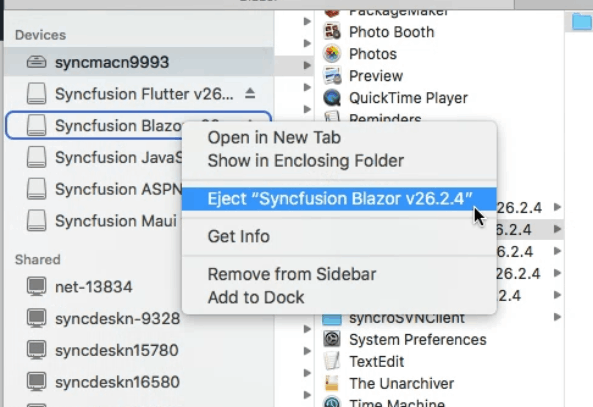 Devices
syncmacn9993
Syncfusion Flutter v26...
Syncfusion Blazor
Syncfusion JavaS
Syncfusion ASPN
Syncfusion Maui
Shared
net-13834
syncdeskn-9328
syncdeskn15780
syncdeskn16580
PackageMaker
Photo Booth
Photos
Preview
QuickTime Player
Reminders
Open in New Tab
Show in Enclosing Folder
Eject “Syncfusion Blazor v26.2.4”
Get Info
Remove from Sidebar
Add to Dock
26.2.4
6.2.4
6.2.4
26.2.4
2.4
syncroSVNClient
System Preferences
TextEdit
The Unarchiver
Time Machine